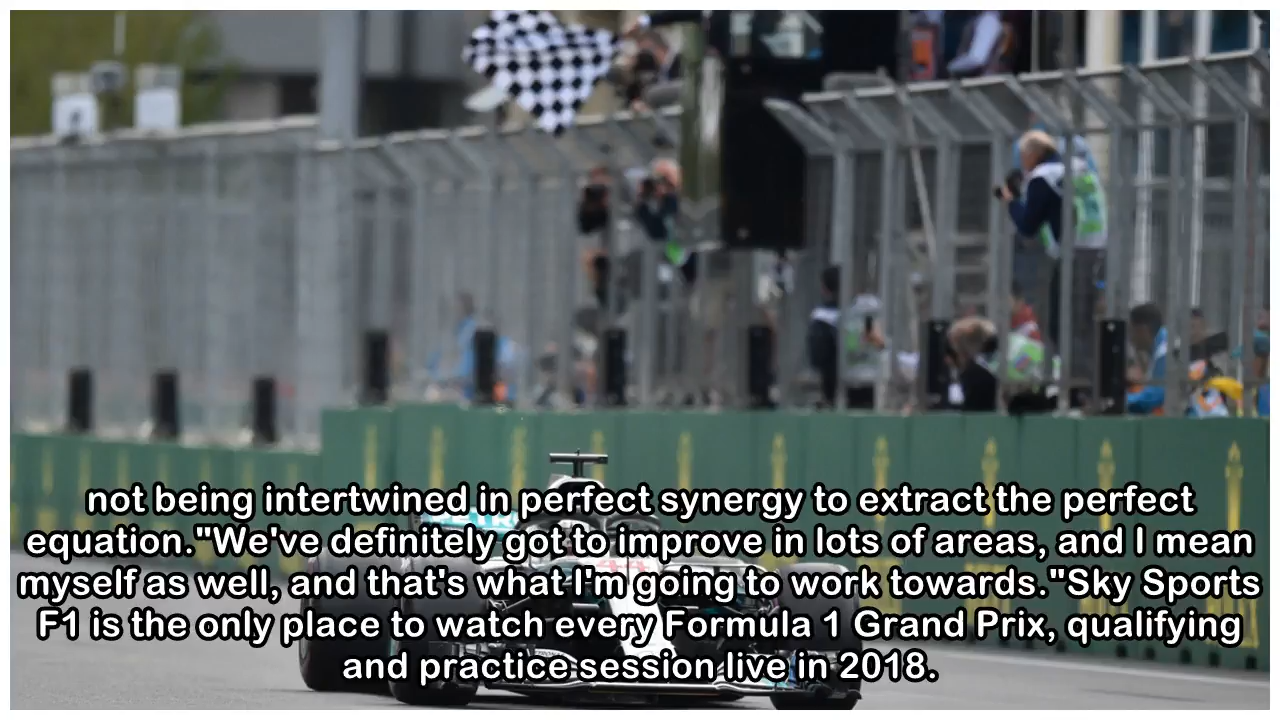 not being intertwined in perfect synergy to extract the perfect
equation."We've definitely got to improve in lots of areas, and I mean
myself as well, and that's what I'm going to work towards."Sky Sports
F1 is the only place to watch every Formula 1 Grand Prix, qualifying
and practice session live in 2018.
44